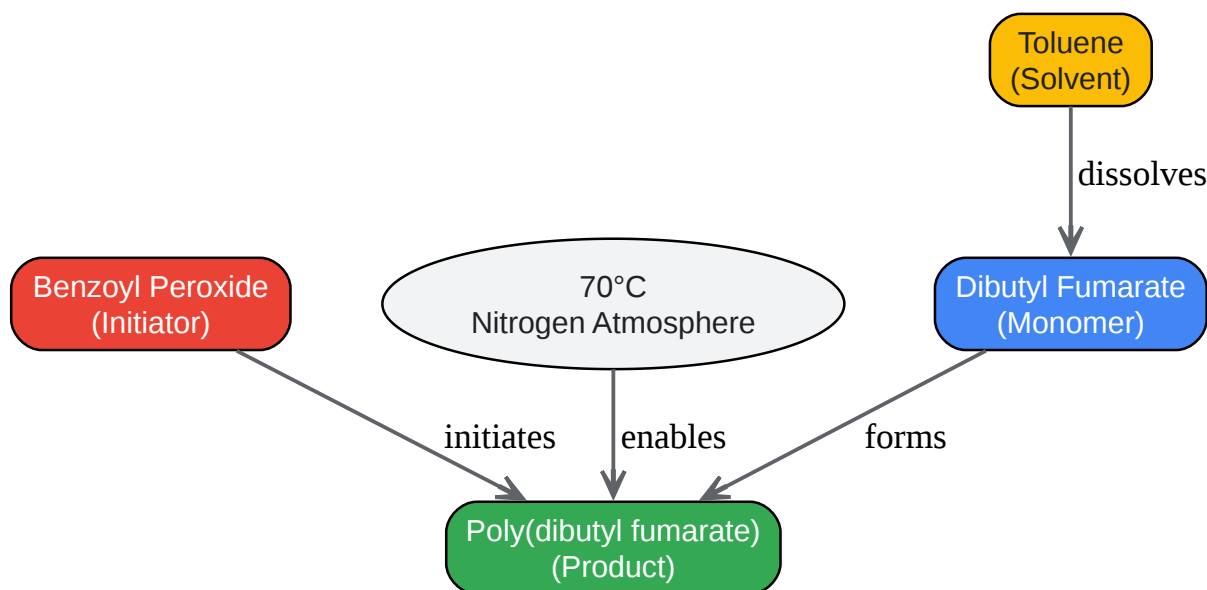 Toluene
(Solvent)
dissolves
Benzoyl Peroxide
(Initiator)
70°C
Nitrogen Atmosphere
Dibutyl Fumarate
(Monomer)
initiates
enables
forms
Poly(dibutyl fumarate)
(Product)